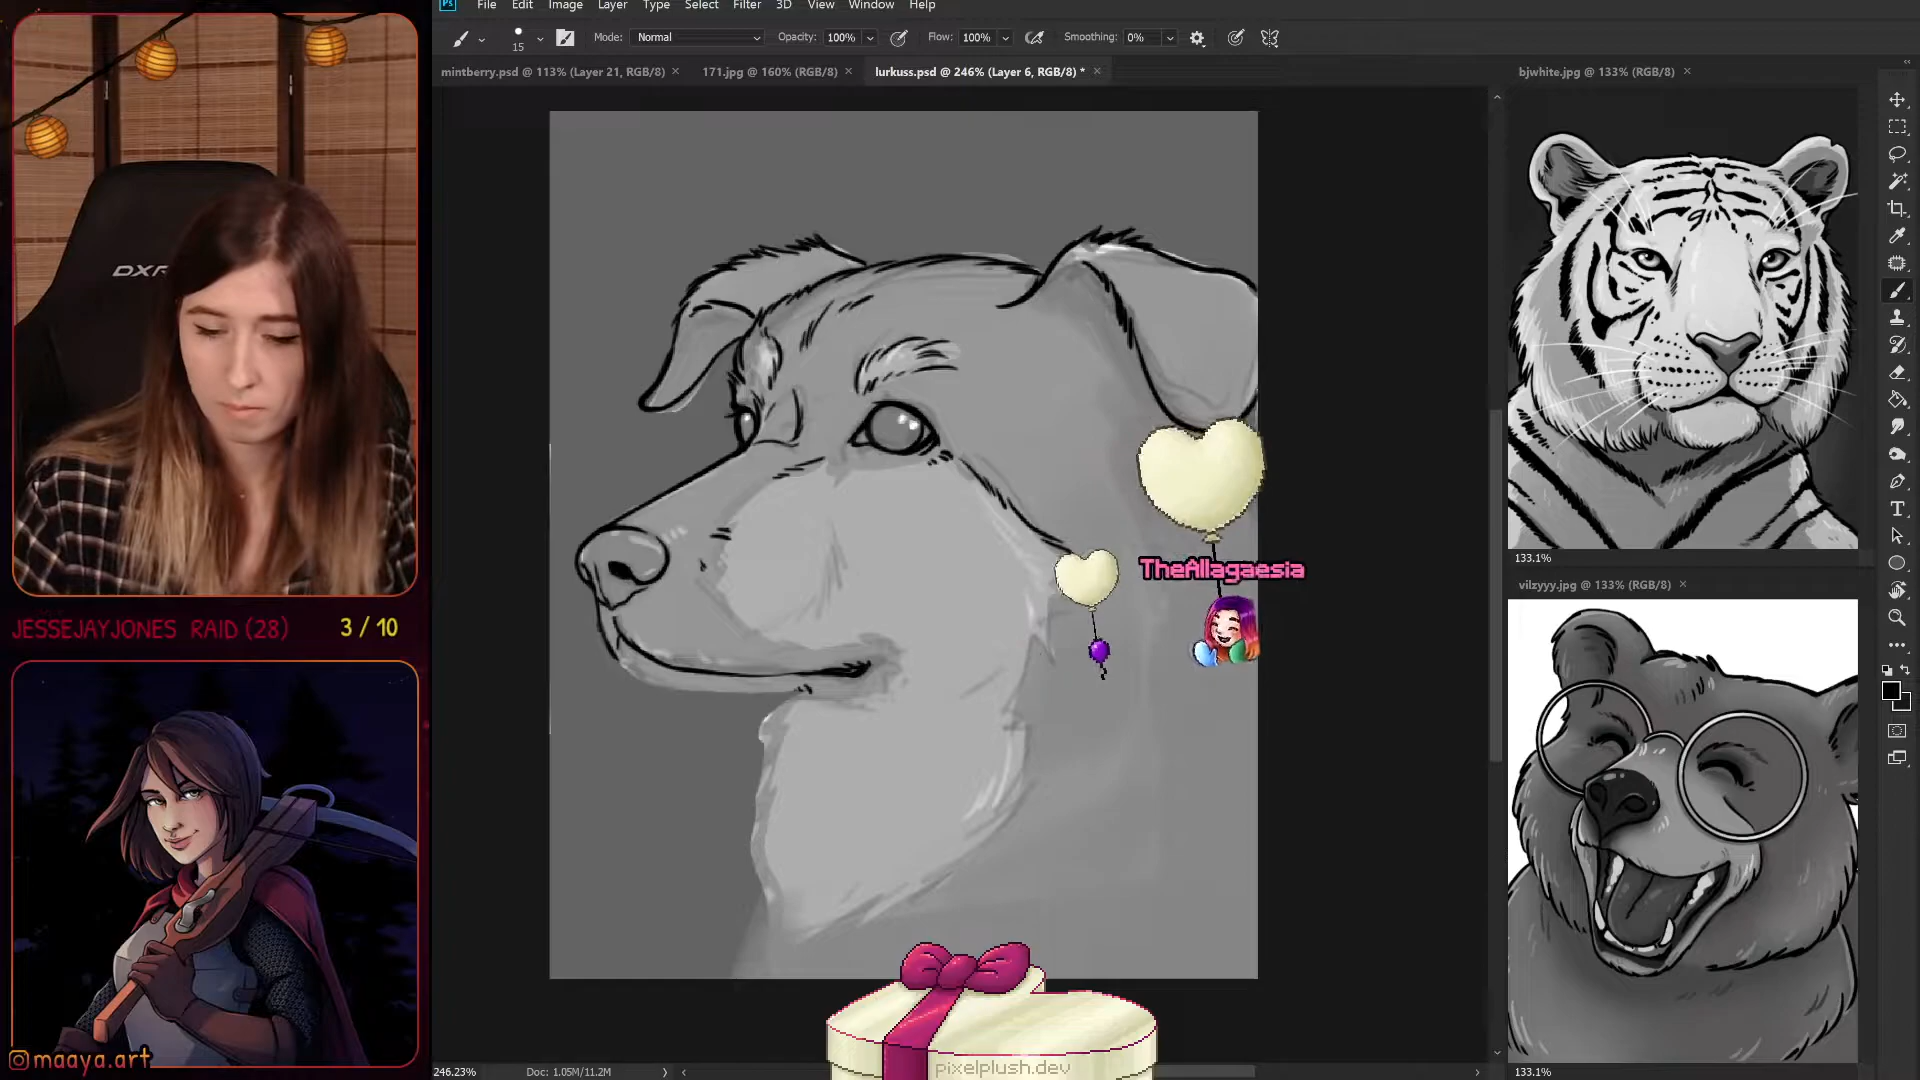 Ps File Edit Image Layer Type Select Filter 3D View Window Help
15 Mode: Normal Opacity: 100% Flow: 100% Smoothing: 0%
mintberry.psd @ 113% (Layer 21, RGB/8) × 171.jpg @ 160% (RGB/8) × lurkuss.psd @ 246% (Layer 6, RGB/8) * ×
bjwhite.jpg @ 133% (RGB/8) ×
133.1%
vilzyyy.jpg @ 133% (RGB/8) ×
133.1%
TheAllagaesia
JESSEJAYJONES RAID (28) 3 / 10
maaya.art
pixelplush.dev
246.23% Doc: 1.05M/11.2M